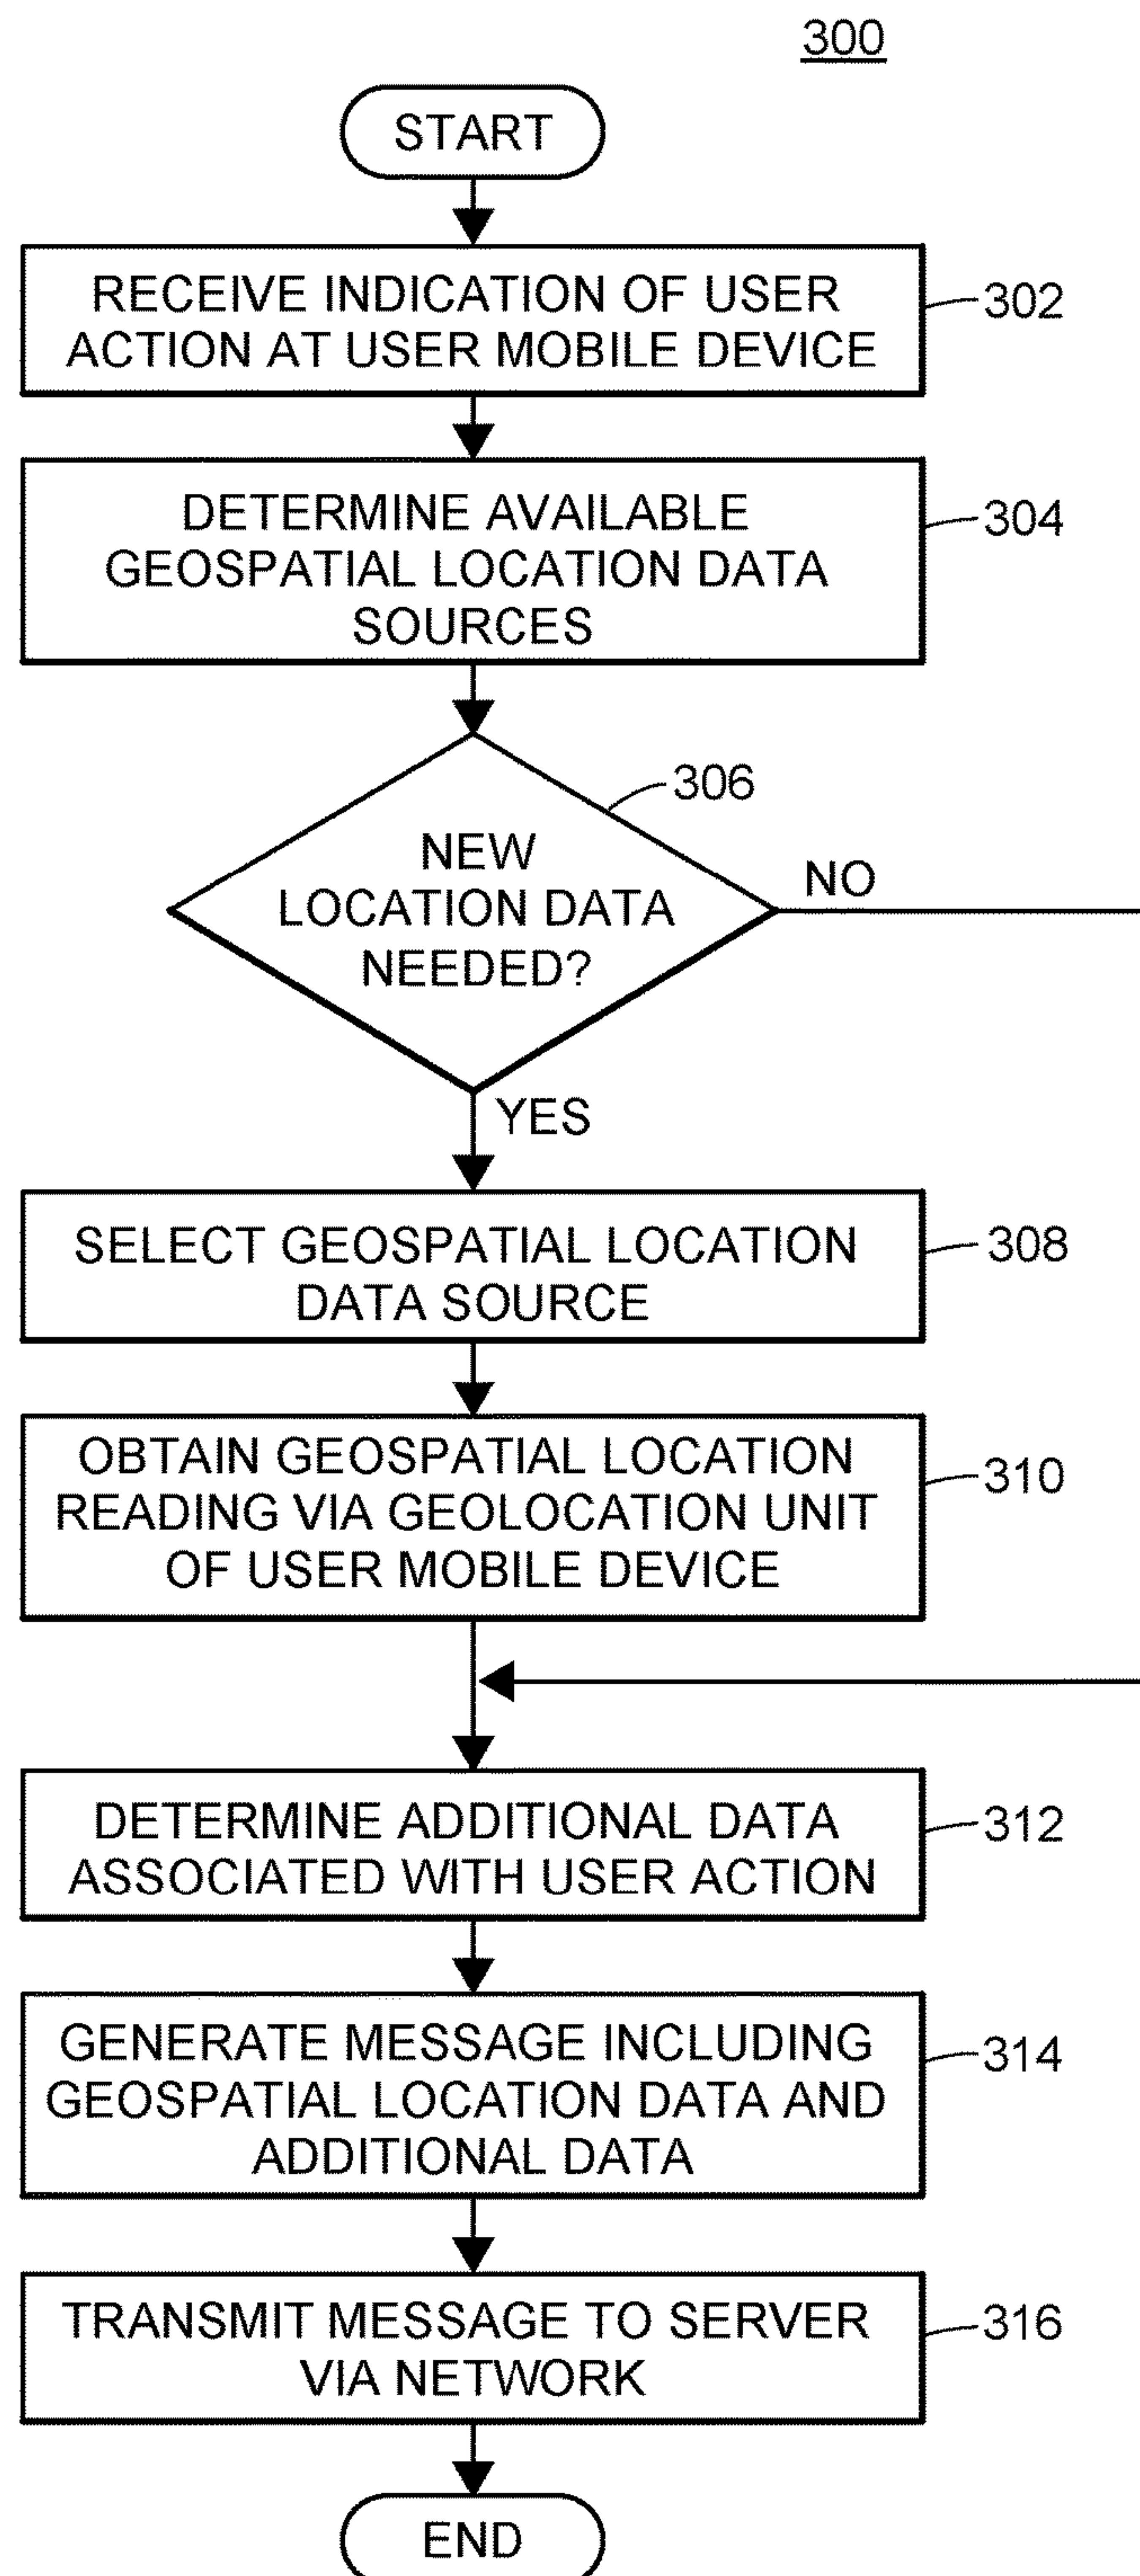 300
START
RECEIVE INDICATION OF USER
ACTION AT USER MOBILE DEVICE
302
DETERMINE AVAILABLE
GEOSPATIAL LOCATION DATA
SOURCES
304
306
NEW
LOCATION DATA
NEEDED?
NO
YES
SELECT GEOSPATIAL LOCATION
DATA SOURCE
308
OBTAIN GEOSPATIAL LOCATION
READING VIA GEOLOCATION UNIT
OF USER MOBILE DEVICE
310
DETERMINE ADDITIONAL DATA
ASSOCIATED WITH USER ACTION
312
GENERATE MESSAGE INCLUDING
GEOSPATIAL LOCATION DATA AND
ADDITIONAL DATA
314
TRANSMIT MESSAGE TO SERVER
VIA NETWORK
316
END